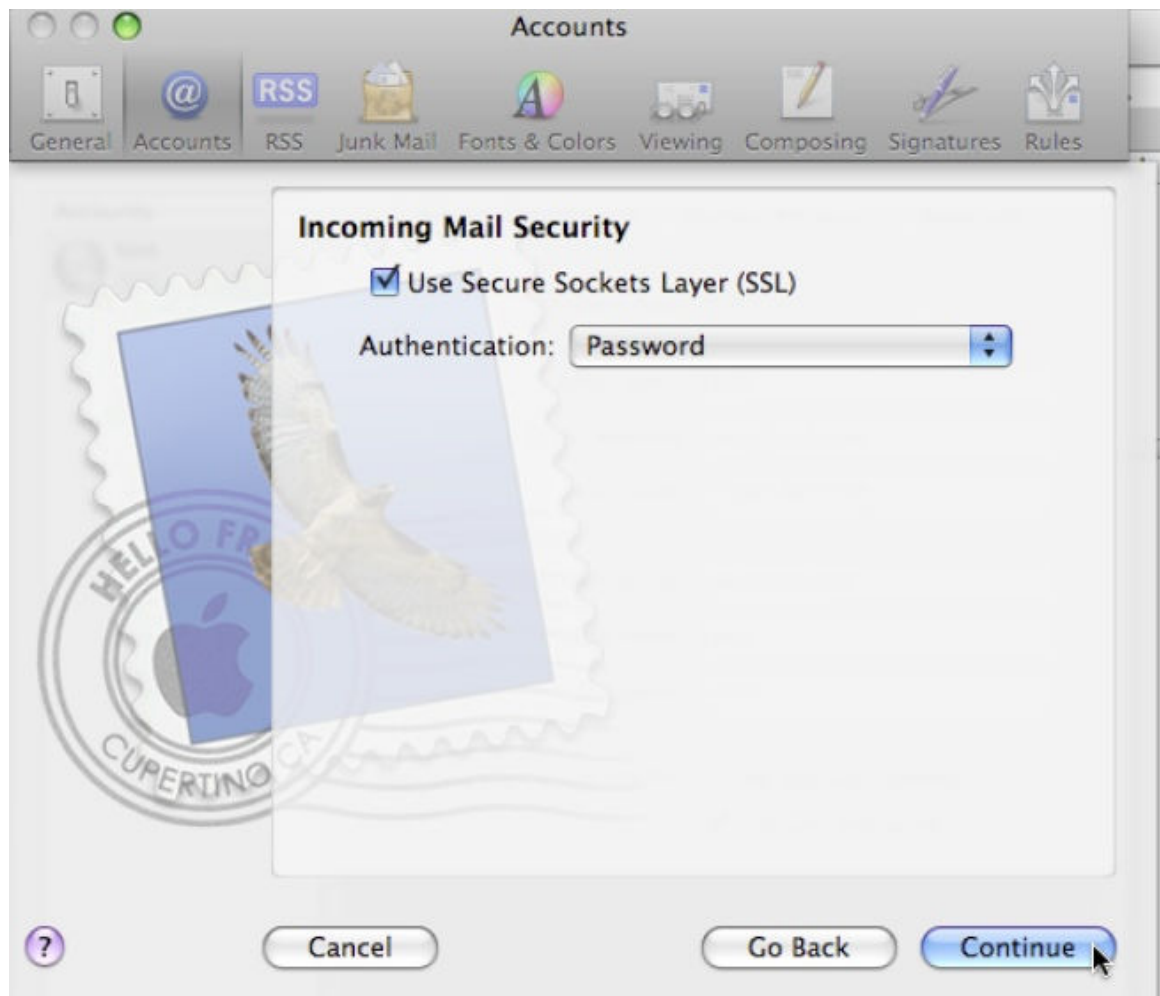 Accounts
General Accounts RSS RSS Junk Mail Fonts & Colors Viewing Composing Signatures Rules
Incoming Mail Security
Use Secure Sockets Layer (SSL)
Authentication: Password
HELLO FR
CUPERTINO CA
? Cancel Go Back Continue